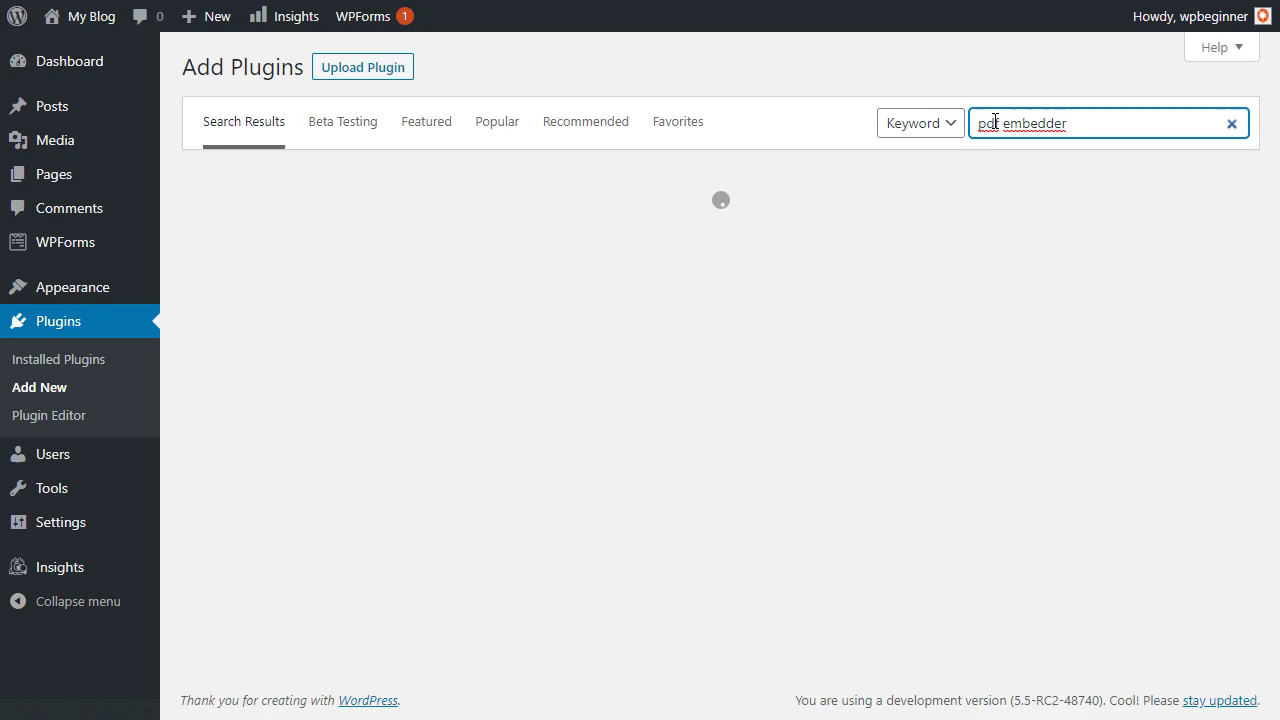 My Blog 0 New Insights WPForms 1 Howdy, wpbeginner
Help
Add Plugins Upload Plugin
Search Results Beta Testing Featured Popular Recommended Favorites Keyword pdf embedder
Dashboard
Posts
Media
Pages
Comments
WPForms
Appearance
Plugins
Installed Plugins
Add New
Plugin Editor
Users
Tools
Settings
Insights
Collapse menu
Thank you for creating with WordPress. You are using a development version (5.5-RC2-48740). Cool! Please stay updated.